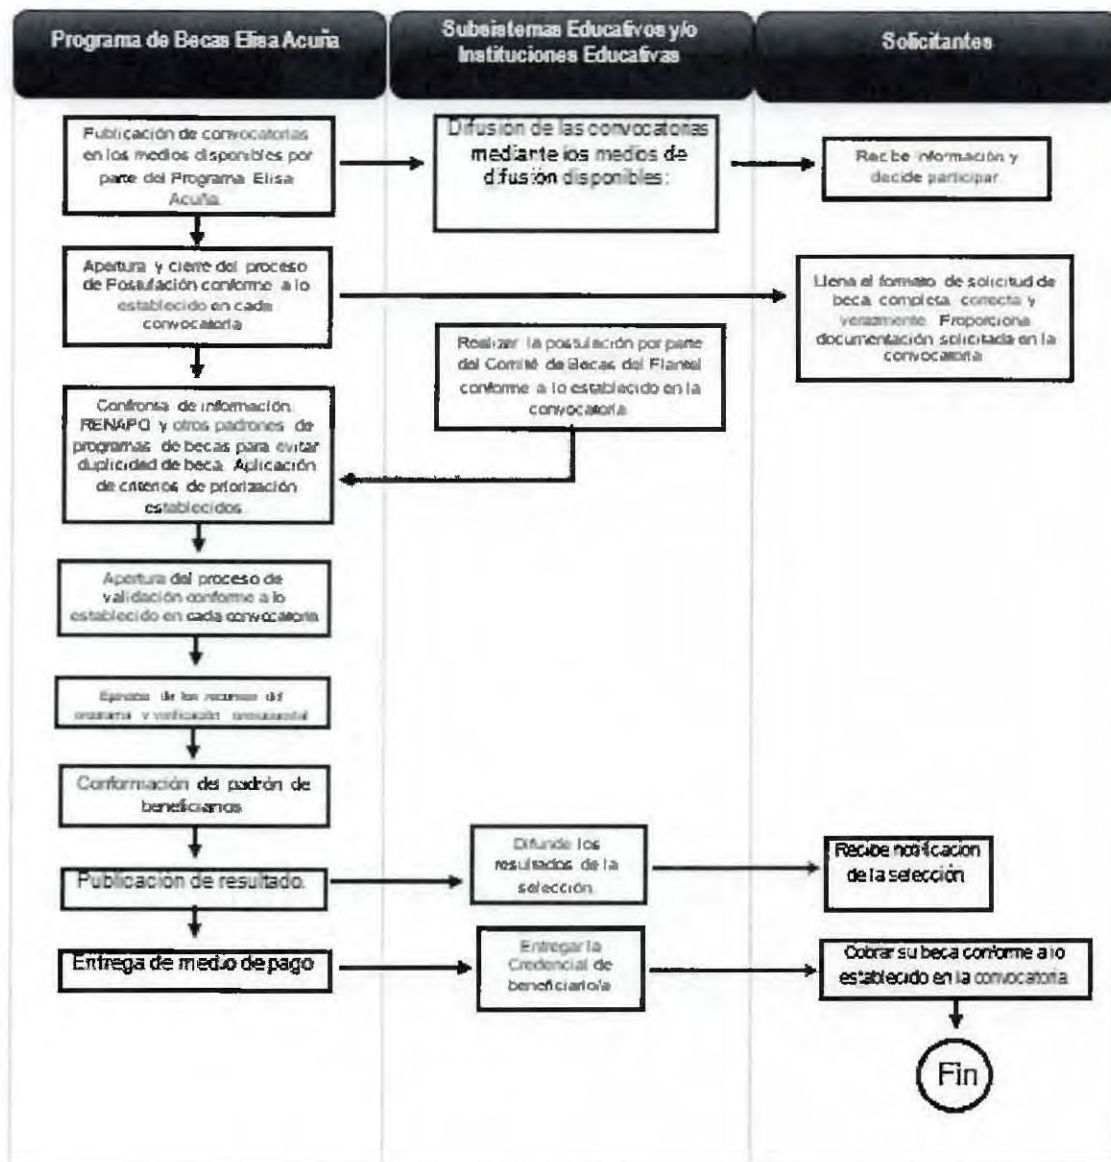 Programa de Becas Elisa Acuña
Subsistemas Educativos y/o
Instituciones Educativas
Solicitantes
Publicación de convocatorias
en los medios disponibles por
parte del Programa Elisa
Acuña.
Difusión de las convocatorias
mediante los medios de
difusión disponibles:
Recibe información y
decide participar.
Apertura y cierre del proceso
de Postulación conforme a lo
establecido en cada
convocatoria
Llena el formato de solicitud de
beca completa, correcta y
verazmente. Proporciona
documentación solicitada en la
convocatoria
Realizar la postulación por parte
del Comité de Becas del Plantel
conforme a lo establecido en la
convocatoria
Confronta de información
RENAPO y otros padrones de
programas de becas para evitar
duplicidad de beca. Aplicación
de criterios de priorización
establecidos
Apertura del proceso de
validación conforme a lo
establecido en cada convocatoria
de los recursos del
programa y verificación
Conformación del padrón de
beneficiarios
Publicación de resultado.
Difunde los
resultados de la
selección.
Recibe notificacion
de la selección
Entrega de medio de pago
Entregar la
Credencial de
beneficiario/a
Cobrar su beca conforme a lo
establecido en la convocatoria.
Fin